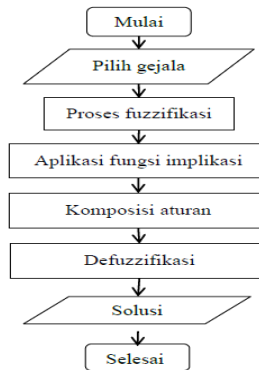 Mulai
Pilih gejala
Proses fuzzifikasi
Aplikasi fungsi implikasi
Komposisi aturan
Defuzzifikasi
Solusi
Selesai